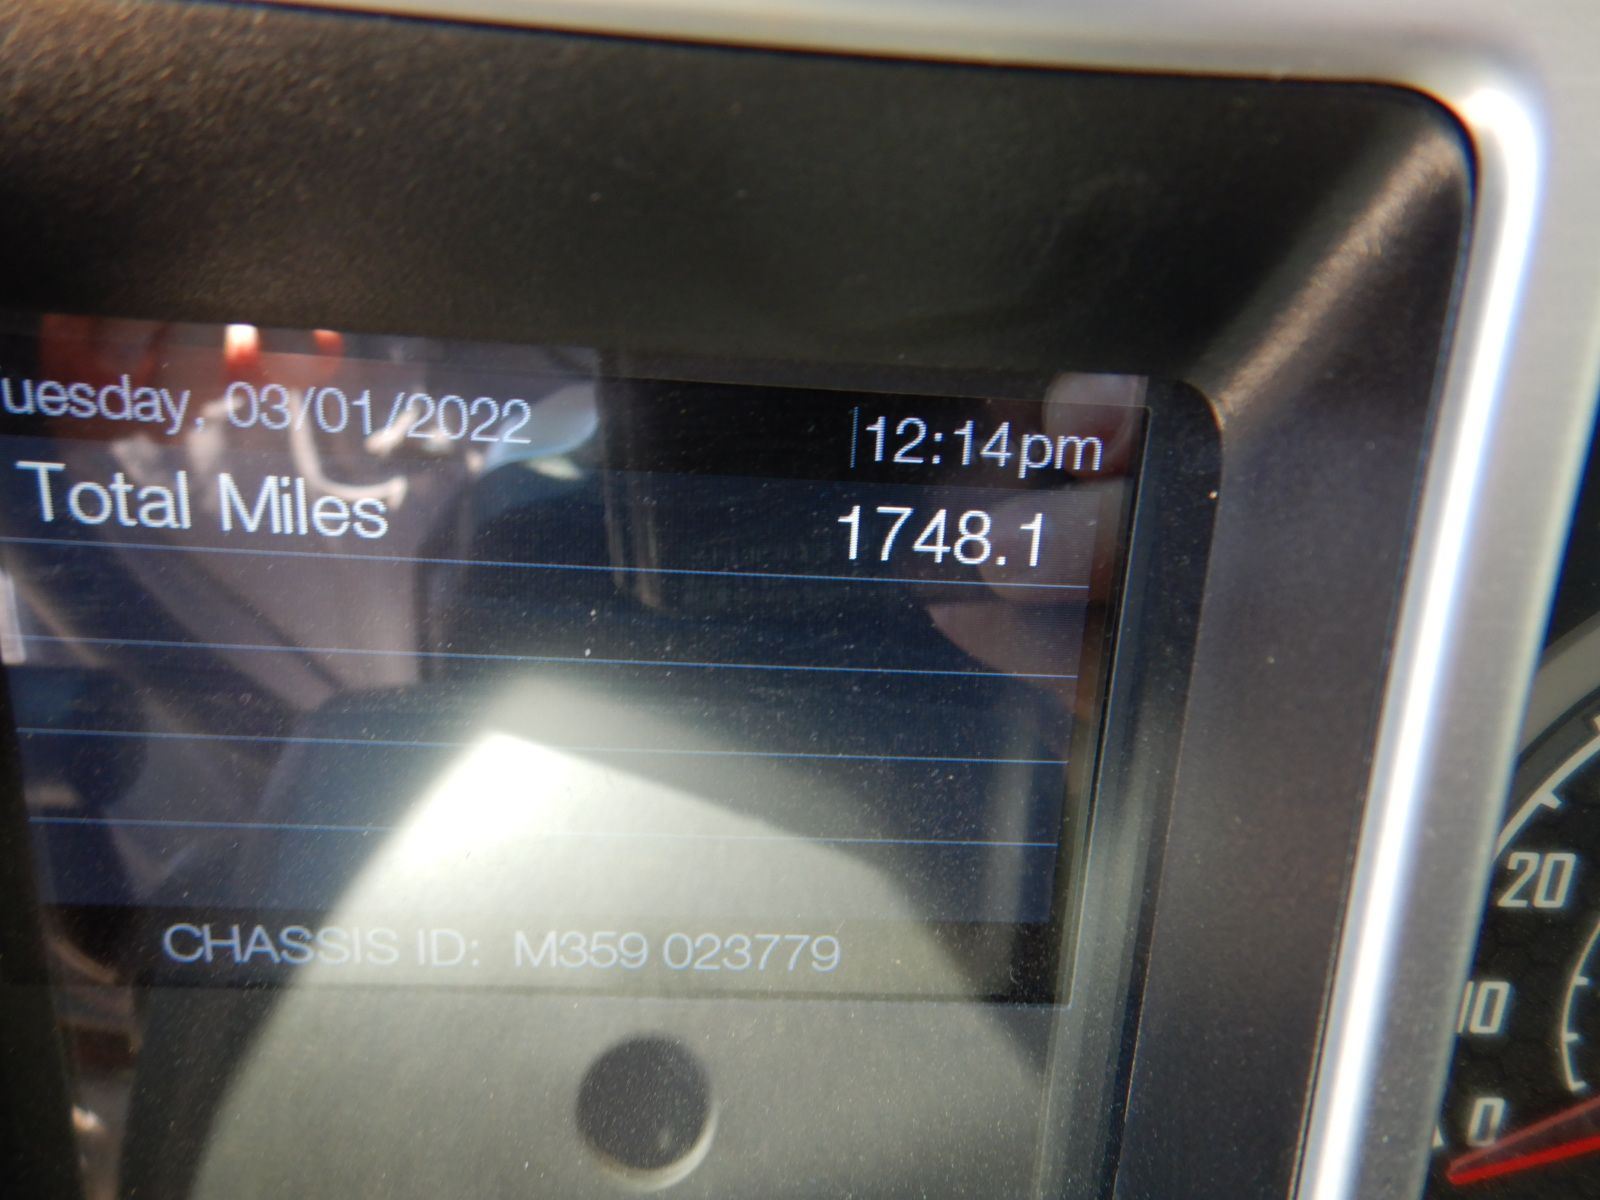 uesday, 03/01/2022 12:14pm
Total Miles 1748.1
CHASSIS ID: M359 023779
20
10
0